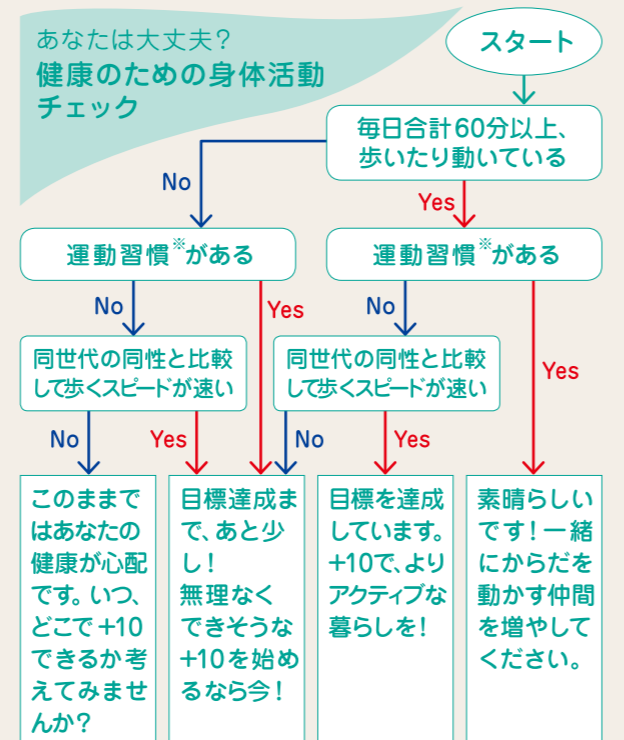 あなたは大丈夫?
健康のための身体活動
チェック
スタート
毎日合計60分以上、
歩いたり動いている
No
Yes
運動習慣※がある
運動習慣※がある
No
Yes
No
Yes
同世代の同性と比較
して歩くスピードが速い
同世代の同性と比較
して歩くスピードが速い
No
Yes
No
Yes
このままで
はあなたの
健康が心配
です。いつ、
どこで+10
できるか考
えてみませ
んか?
目標達成ま
で、あと少
し!
無理なく
できそうな
+10を始め
るなら今!
目標を達成
しています。
+10で、より
アクティブな
暮らしを!
素晴らしい
です!一緒
にからだを
動かす仲間
を増やして
ください。